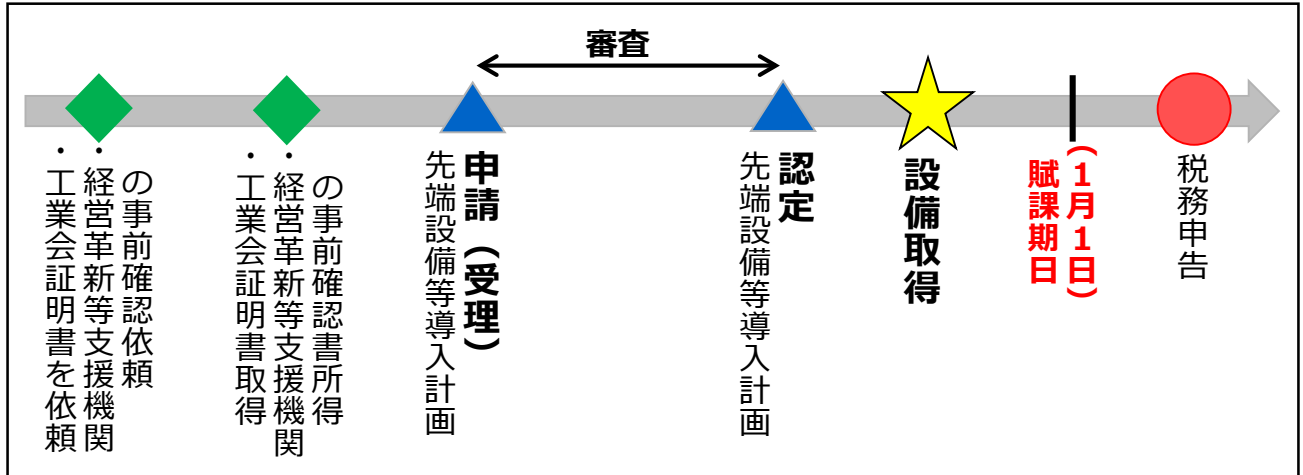 審査
・工業会証明書を依頼
・経営革新等支援機関
の事前確認依頼
・工業会証明書取得
・経営革新等支援機関
の事前確認書所得
先端設備等導入計画
申請（受理）
先端設備等導入計画
認定
設備取得
賦課期日
（1月1日）
税務申告